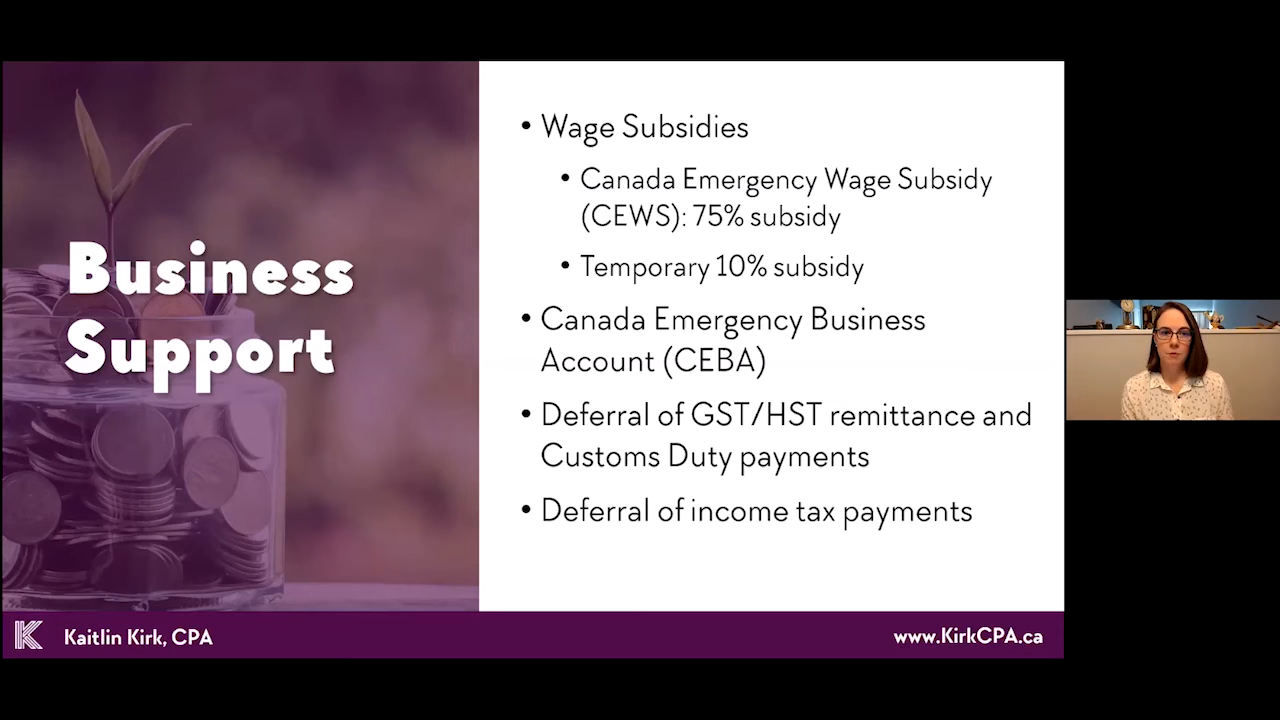 Business
Support
• Wage Subsidies
• Canada Emergency Wage Subsidy
(CEWS): 75% subsidy
• Temporary 10% subsidy
• Canada Emergency Business
Account (CEBA)
• Deferral of GST/HST remittance and
Customs Duty payments
• Deferral of income tax payments
K Kaitlin Kirk, CPA
www.KirkCPA.ca